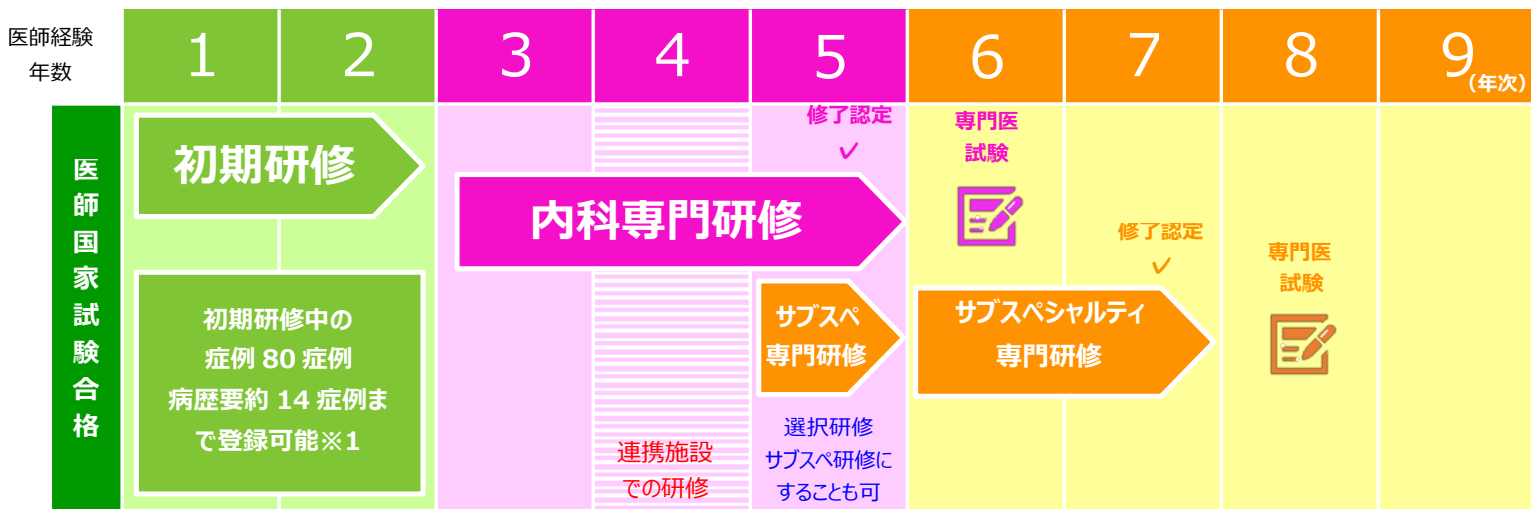 医師経験
年数
1
2
3
4
5
6
7
8
9
(年次)
医師国家試験合格
初期研修
初期研修中の
症例 80 症例
病歴要約 14 症例ま
で登録可能※1
内科専門研修
修了認定
連携施設
での研修
サブスペ
専門研修
選択研修
サブスペ研修に
することも可
専門医
試験
サブスペシャルティ
専門研修
修了認定
専門医
試験